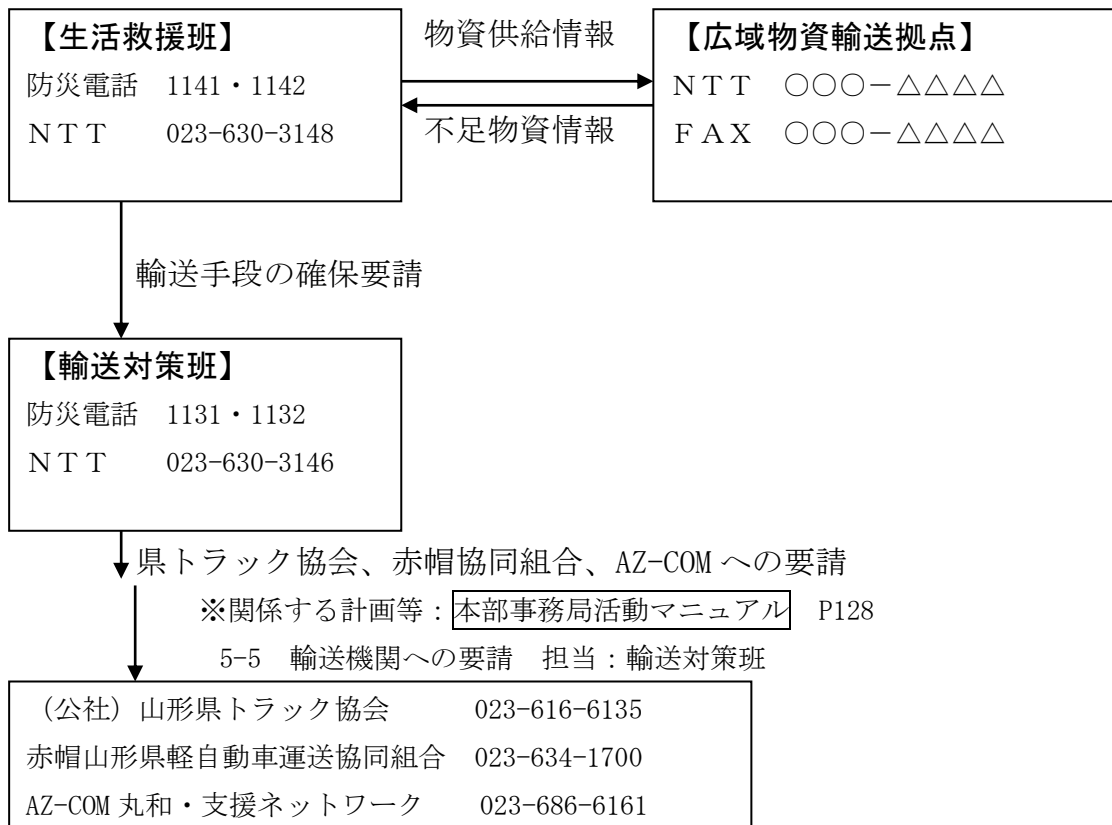 【生活救援班】
防災電話 1141・1142
ＮＴＴ 023-630-3148
物資供給情報
不足物資情報
【広域物資輸送拠点】
ＮＴＴ ○○○－△△△△
ＦＡＸ ○○○－△△△△
輸送手段の確保要請
【輸送対策班】
防災電話 1131・1132
ＮＴＴ 023-630-3146
県トラック協会、赤帽協同組合、AZ-COM への要請
※関係する計画等：本部事務局活動マニュアル P128
5-5 輸送機関への要請 担当：輸送対策班
（公社）山形県トラック協会 023-616-6135
赤帽山形県軽自動車運送協同組合 023-634-1700
AZ-COM 丸和・支援ネットワーク 023-686-6161